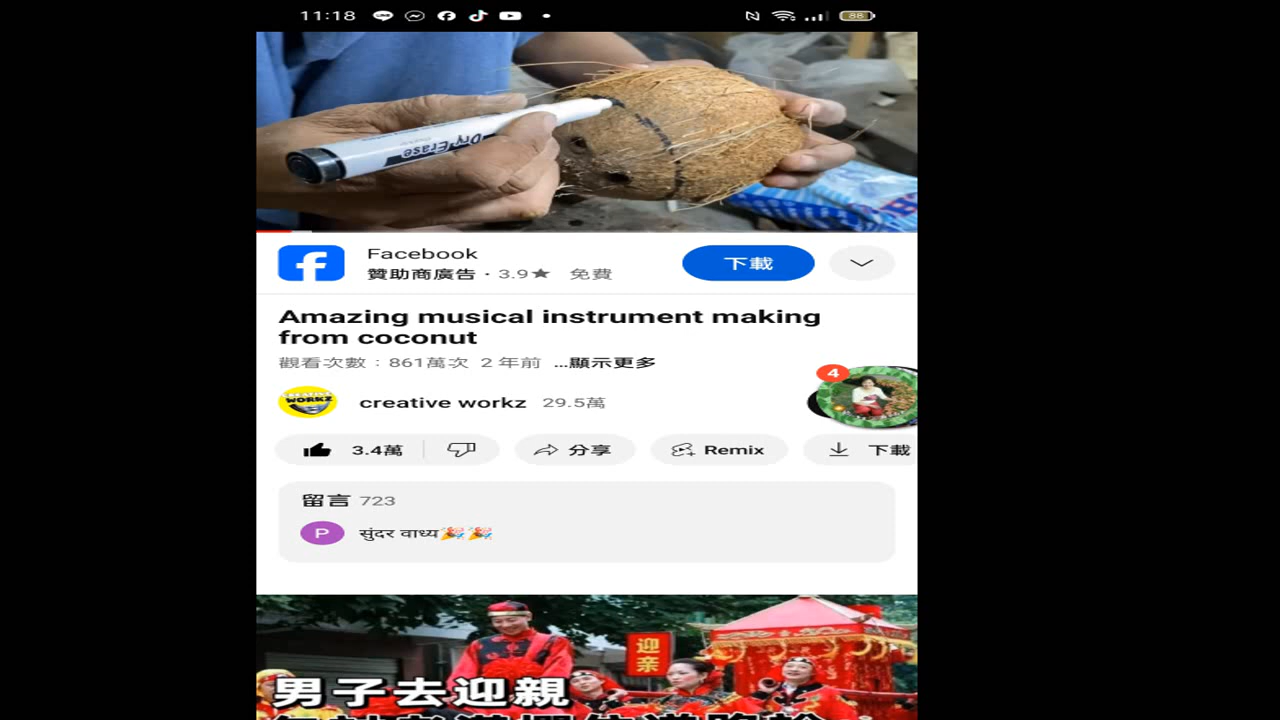 11:18
88
Dry Erase
Facebook
贊助商廣告・3.9★ 免費
下載
Amazing musical instrument making
from coconut
觀看次數：861萬次 2 年前 ...顯示更多
4
CREATIVE
WORKZ
creative workz 29.5萬
3.4萬
分享
Remix
下載
留言 723
P
सुंदर वाध्य🎉🎉
迎亲
男子去迎親